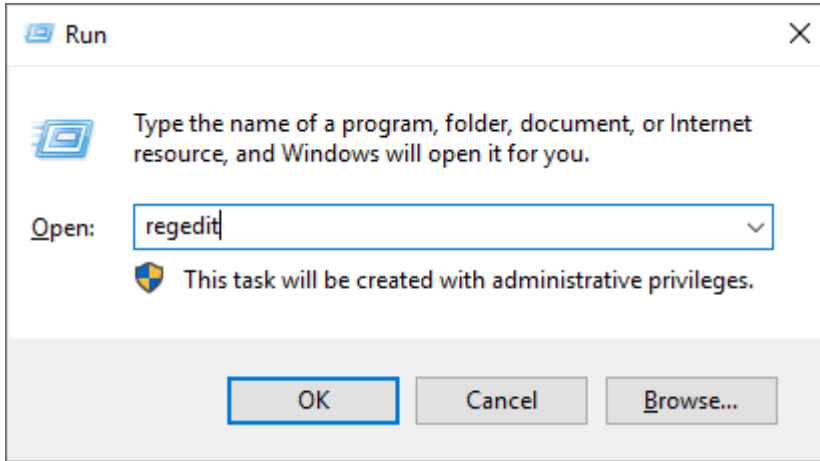 Run
Type the name of a program, folder, document, or Internet
resource, and Windows will open it for you.
Open: regedit
This task will be created with administrative privileges.
OK Cancel Browse...